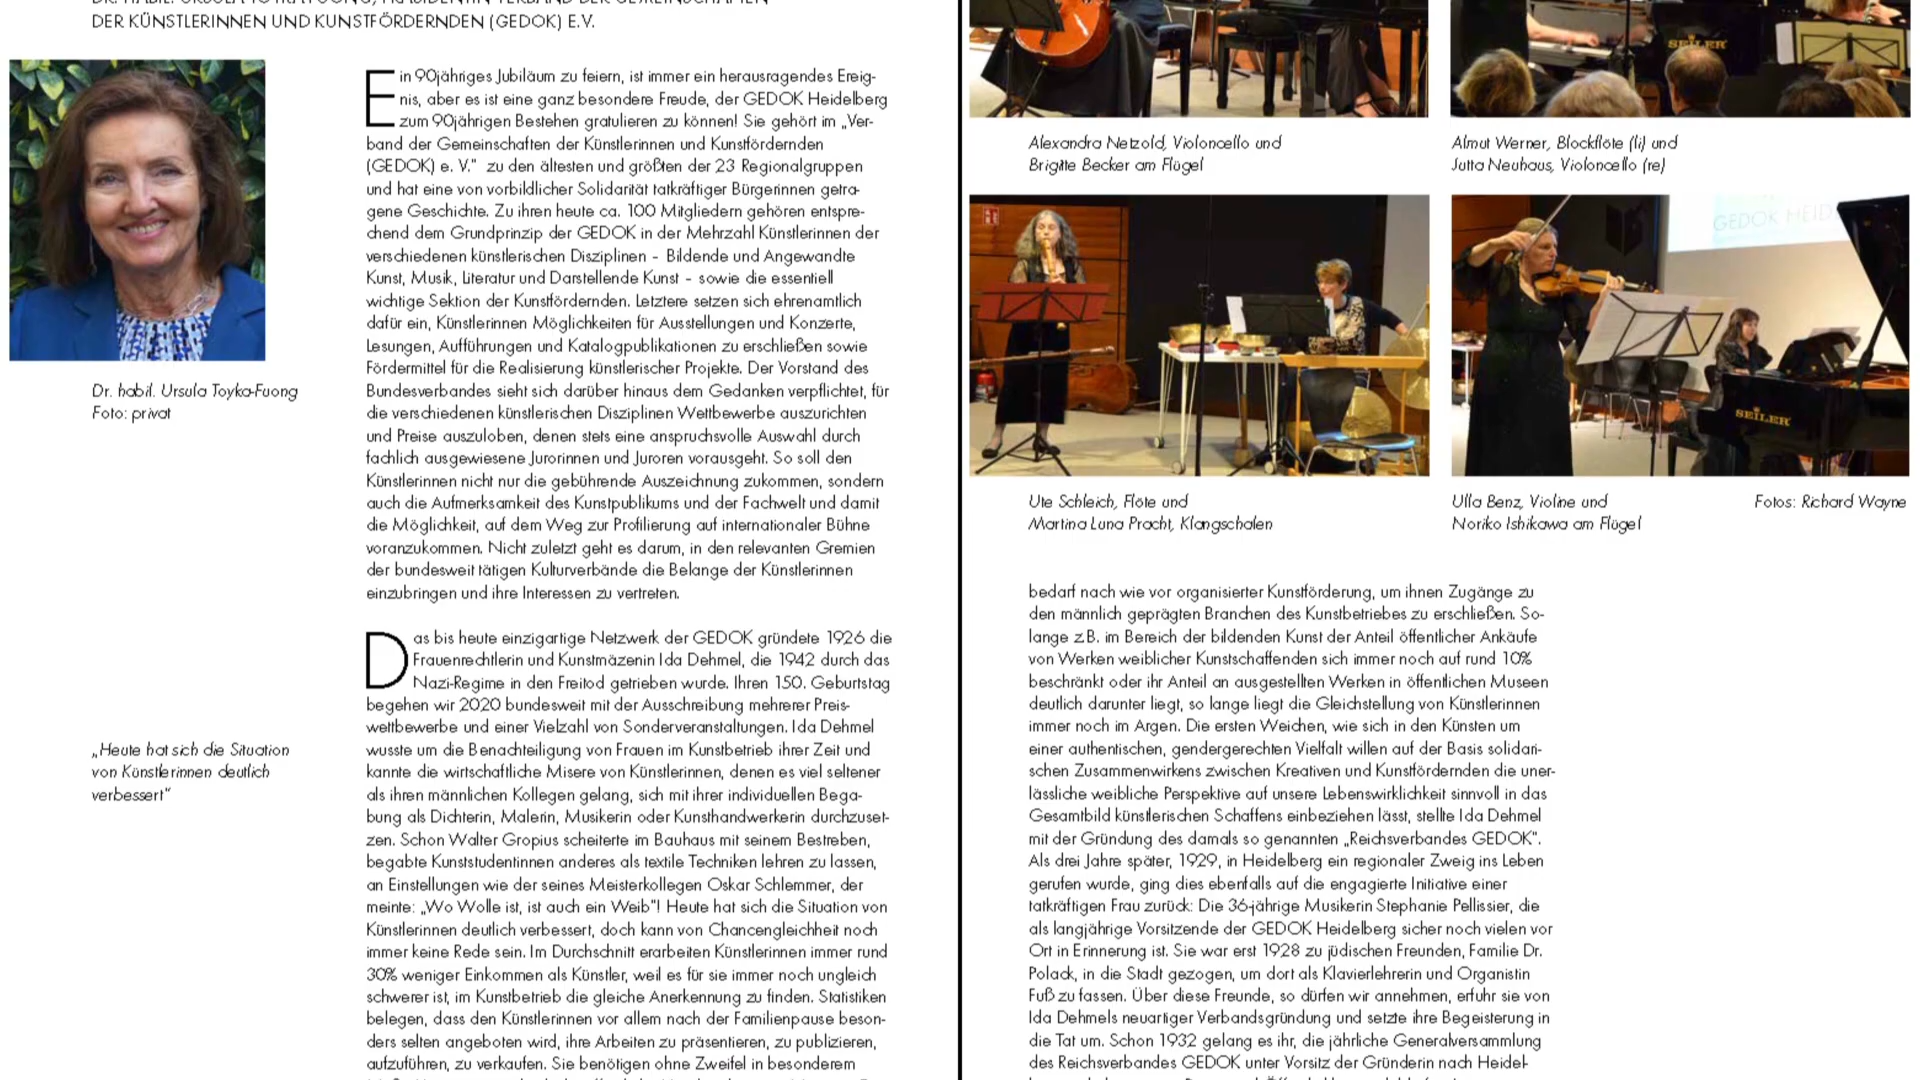 DER KÜNSTLERINNEN UND KUNSTFÖRDERNDEN (GEDOK) E.V.
Dr. habil. Ursula Toyka-Fuong
Foto: privat
Ein 90jähriges Jubiläum zu feiern, ist immer ein herausragendes Ereig-
nis, aber es ist eine ganz besondere Freude, der GEDOK Heidelberg
zum 90jährigen Bestehen gratulieren zu können! Sie gehört im „Ver-
band der Gemeinschaften der Künstlerinnen und Kunstfördernden
(GEDOK) e. V." zu den ältesten und größten der 23 Regionalgruppen
und hat eine von vorbildlicher Solidarität tatkräftiger Bürgerinnen getra-
gene Geschichte. Zu ihren heute ca. 100 Mitgliedern gehören entspre-
chend dem Grundprinzip der GEDOK in der Mehrzahl Künstlerinnen der
verschiedenen künstlerischen Disziplinen - Bildende und Angewandte
Kunst, Musik, Literatur und Darstellende Kunst - sowie die essentiell
wichtige Sektion der Kunstfördernden. Letztere setzen sich ehrenamtlich
dafür ein, Künstlerinnen Möglichkeiten für Ausstellungen und Konzerte,
Lesungen, Aufführungen und Katalogpublikationen zu erschließen sowie
Fördermittel für die Realisierung künstlerischer Projekte. Der Vorstand des
Bundesverbandes sieht sich darüber hinaus dem Gedanken verpflichtet, für
die verschiedenen künstlerischen Disziplinen Wettbewerbe auszurichten
und Preise auszuloben, denen stets eine anspruchsvolle Auswahl durch
fachlich ausgewiesene Jurorinnen und Juroren vorausgeht. So soll den
Künstlerinnen nicht nur die gebührende Auszeichnung zukommen, sondern
auch die Aufmerksamkeit des Kunstpublikums und der Fachwelt und damit
die Möglichkeit, auf dem Weg zur Profilierung auf internationaler Bühne
voranzukommen. Nicht zuletzt geht es darum, in den relevanten Gremien
der bundesweit tätigen Kulturverbände die Belange der Künstlerinnen
einzubringen und ihre Interessen zu vertreten.
„Heute hat sich die Situation
von Künstlerinnen deutlich
verbessert"
Das bis heute einzigartige Netzwerk der GEDOK gründete 1926 die
Frauenrechtlerin und Kunstmäzenin Ida Dehmel, die 1942 durch das
Nazi-Regime in den Freitod getrieben wurde. Ihren 150. Geburtstag
begehen wir 2020 bundesweit mit der Ausschreibung mehrerer Preis-
wettbewerbe und einer Vielzahl von Sonderveranstaltungen. Ida Dehmel
wusste um die Benachteiligung von Frauen im Kunstbetrieb ihrer Zeit und
kannte die wirtschaftliche Misere von Künstlerinnen, denen es viel seltener
als ihren männlichen Kollegen gelang, sich mit ihrer individuellen Bega-
bung als Dichterin, Malerin, Musikerin oder Kunsthandwerkerin durchzuset-
zen. Schon Walter Gropius scheiterte im Bauhaus mit seinem Bestreben,
begabte Kunststudentinnen anderes als textile Techniken lehren zu lassen,
an Einstellungen wie der seines Meisterkollegen Oskar Schlemmer, der
meinte: „Wo Wolle ist, ist auch ein Weib"! Heute hat sich die Situation von
Künstlerinnen deutlich verbessert, doch kann von Chancengleichheit noch
immer keine Rede sein. Im Durchschnitt erarbeiten Künstlerinnen immer rund
30% weniger Einkommen als Künstler, weil es für sie immer noch ungleich
schwerer ist, im Kunstbetrieb die gleiche Anerkennung zu finden. Statistiken
belegen, dass den Künstlerinnen vor allem nach der Familienpause beson-
ders selten angeboten wird, ihre Arbeiten zu präsentieren, zu publizieren,
aufzuführen, zu verkaufen. Sie benötigen ohne Zweifel in besonderem
SEILER
Alexandra Netzold, Violoncello und
Brigitte Becker am Flügel
Almut Werner, Blockflöte (li) und
Jutta Neuhaus, Violoncello (re)
GEDOK HEID
SEILER
Ute Schleich, Flöte und
Martina Luna Pracht, Klangschalen
Ulla Benz, Violine und
Noriko Ishikawa am Flügel
Fotos: Richard Wayne
bedarf nach wie vor organisierter Kunstförderung, um ihnen Zugänge zu
den männlich geprägten Branchen des Kunstbetriebes zu erschließen. So-
lange z.B. im Bereich der bildenden Kunst der Anteil öffentlicher Ankäufe
von Werken weiblicher Kunstschaffenden sich immer noch auf rund 10%
beschränkt oder ihr Anteil an ausgestellten Werken in öffentlichen Museen
deutlich darunter liegt, so lange liegt die Gleichstellung von Künstlerinnen
immer noch im Argen. Die ersten Weichen, wie sich in den Künsten um
einer authentischen, gendergerechten Vielfalt willen auf der Basis solidari-
schen Zusammenwirkens zwischen Kreativen und Kunstfördernden die uner-
lässliche weibliche Perspektive auf unsere Lebenswirklichkeit sinnvoll in das
Gesamtbild künstlerischen Schaffens einbeziehen lässt, stellte Ida Dehmel
mit der Gründung des damals so genannten „Reichsverbandes GEDOK".
Als drei Jahre später, 1929, in Heidelberg ein regionaler Zweig ins Leben
gerufen wurde, ging dies ebenfalls auf die engagierte Initiative einer
tatkräftigen Frau zurück: Die 36-jährige Musikerin Stephanie Pellissier, die
als langjährige Vorsitzende der GEDOK Heidelberg sicher noch vielen vor
Ort in Erinnerung ist. Sie war erst 1928 zu jüdischen Freunden, Familie Dr.
Polack, in die Stadt gezogen, um dort als Klavierlehrerin und Organistin
Fuß zu fassen. Über diese Freunde, so dürfen wir annehmen, erfuhr sie von
Ida Dehmels neuartiger Verbandsgründung und setzte ihre Begeisterung in
die Tat um. Schon 1932 gelang es ihr, die jährliche Generalversammlung
des Reichsverbandes GEDOK unter Vorsitz der Gründerin nach Heidel-